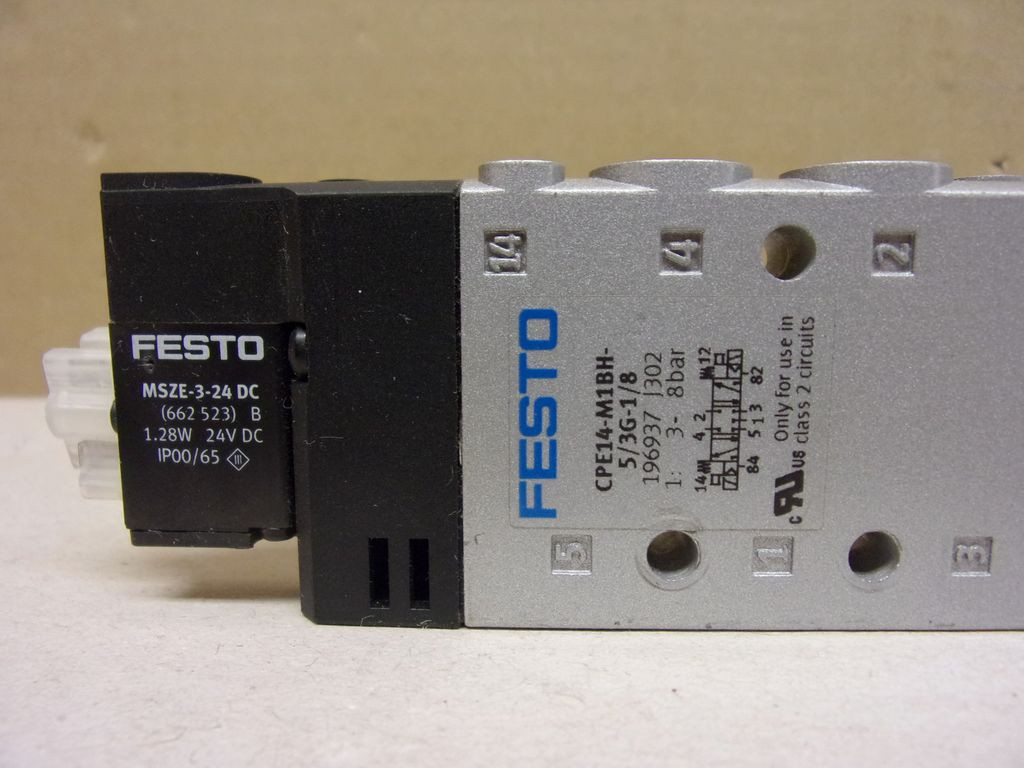 FESTO
MSZE-3-24 DC
(662 523) B
1.28W 24V DC
IP00/65
14
4
2
FESTO
CPE14-M1BH-
5/3G-1/8
196937 J302
1: 3- 8bar
14 12
4 2
84 5 1 3 82
c US
Only for use in
class 2 circuits
5
1
3